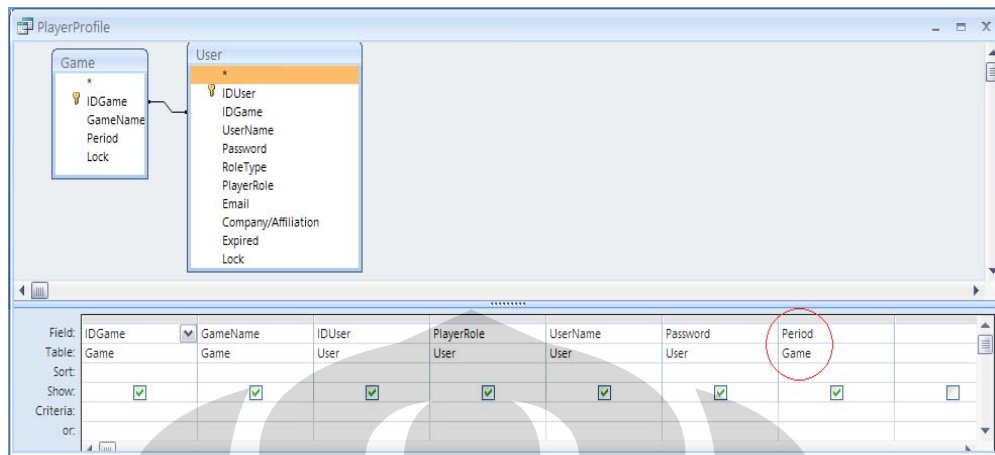 PlayerProfile
Game
*
IDGame
GameName
Period
Lock
User
*
IDUser
IDGame
UserName
Password
RoleType
PlayerRole
Email
Company/Affiliation
Expired
Lock
Field: IDGame GameName IDUser PlayerRole UserName Password Period
Table: Game Game User User User User Game
Sort:
Show:
Criteria:
or: